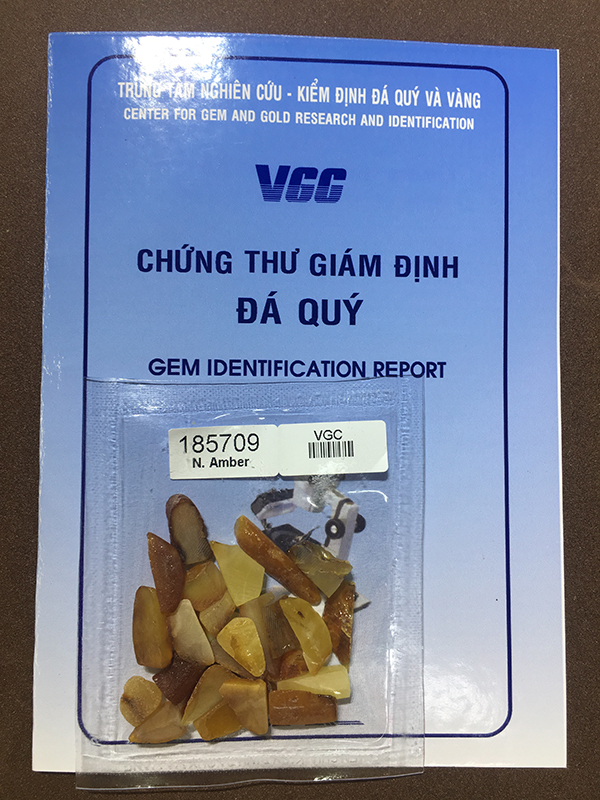 TRUNG TÂM NGHIÊN CỨU - KIỂM ĐỊNH ĐÁ QUÝ VÀ VÀNG
CENTER FOR GEM AND GOLD RESEARCH AND IDENTIFICATION
VGC
CHỨNG THƯ GIÁM ĐỊNH
ĐÁ QUÝ
GEM IDENTIFICATION REPORT
185709
N. Amber
VGC